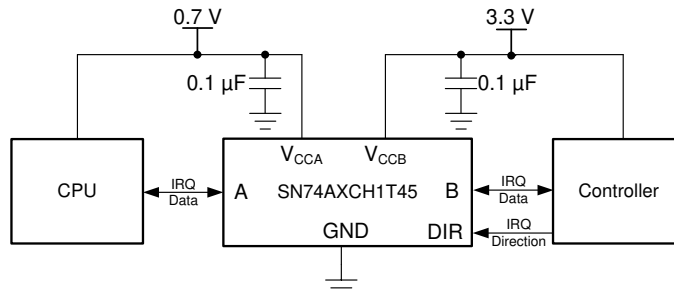 0.7 V
3.3 V
0.1 µF
0.1 µF
VCCA
VCCB
CPU
IRQ
Data
A
SN74AXCH1T45
B
IRQ
Data
Controller
GND
DIR
IRQ
Direction